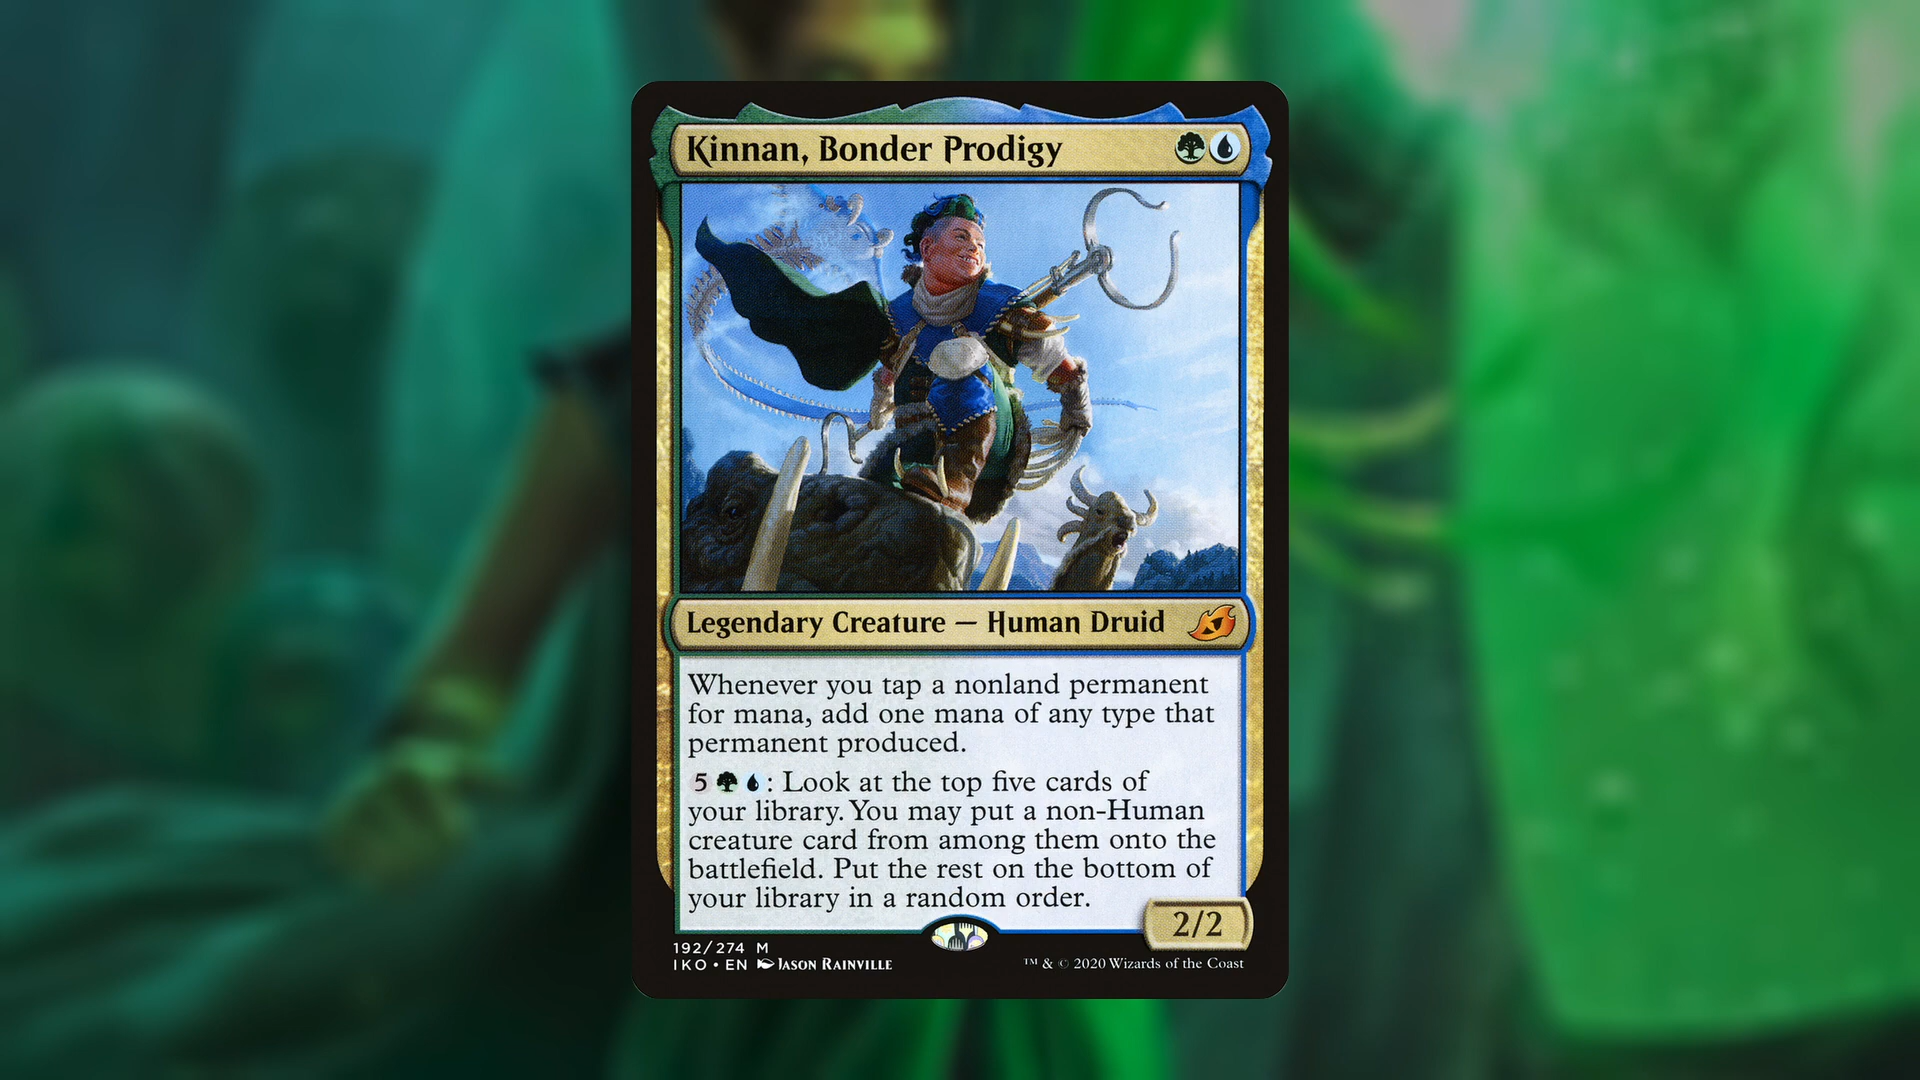 Kinnan, Bonder Prodigy
Legendary Creature — Human Druid
Whenever you tap a nonland permanent
for mana, add one mana of any type that
permanent produced.
5 : Look at the top five cards of
your library. You may put a non-Human
creature card from among them onto the
battlefield. Put the rest on the bottom of
your library in a random order.
2/2
192/274 M
IKO • EN Jason Rainville
™ & © 2020 Wizards of the Coast